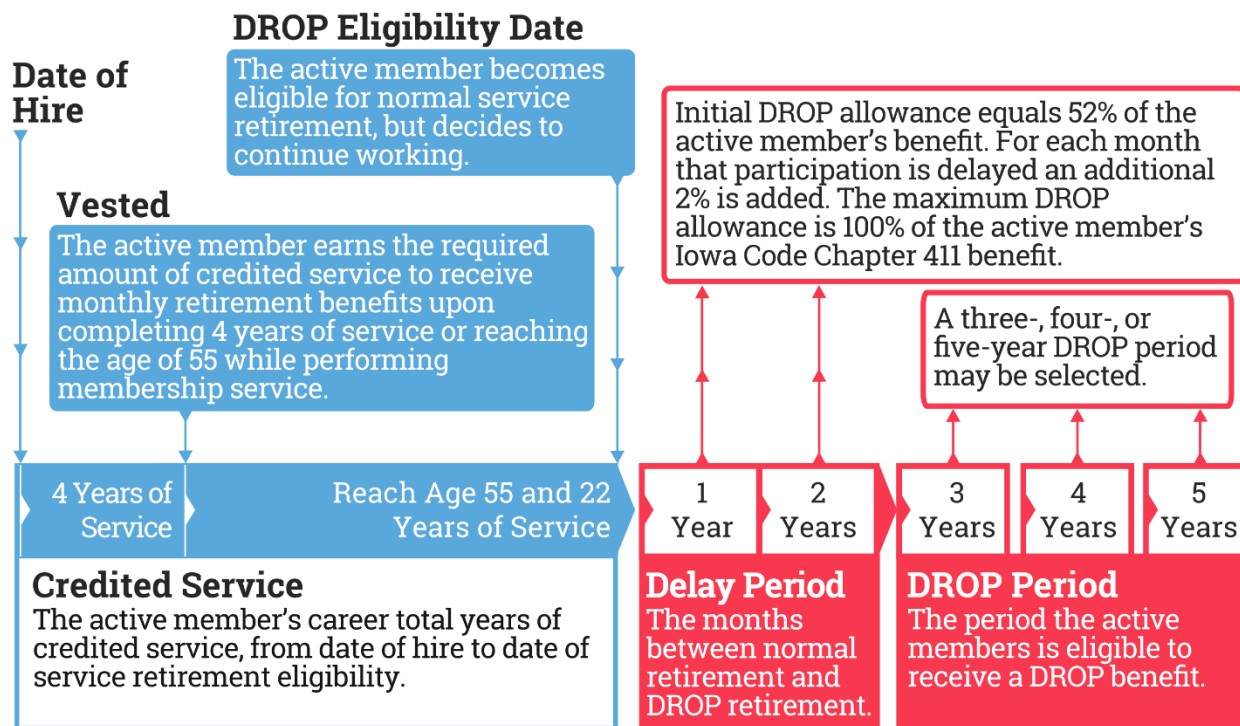 DROP Eligibility Date
The active member becomes
eligible for normal service
retirement, but decides to
continue working.
Date of
Hire
Vested
The active member earns the required
amount of credited service to receive
monthly retirement benefits upon
completing 4 years of service or reaching
the age of 55 while performing
membership service.
Initial DROP allowance equals 52% of the
active member's benefit. For each month
that participation is delayed an additional
2% is added. The maximum DROP
allowance is 100% of the active member's
Iowa Code Chapter 411 benefit.
A three-, four-, or
five-year DROP period
may be selected.
4 Years of
Service
Reach Age 55 and 22
Years of Service
1
Year
2
Years
3
Years
4
Years
5
Years
Credited Service
The active member's career total years of
credited service, from date of hire to date of
service retirement eligibility.
Delay Period
The months
between normal
retirement and
DROP retirement.
DROP Period
The period the active
members is eligible to
receive a DROP benefit.